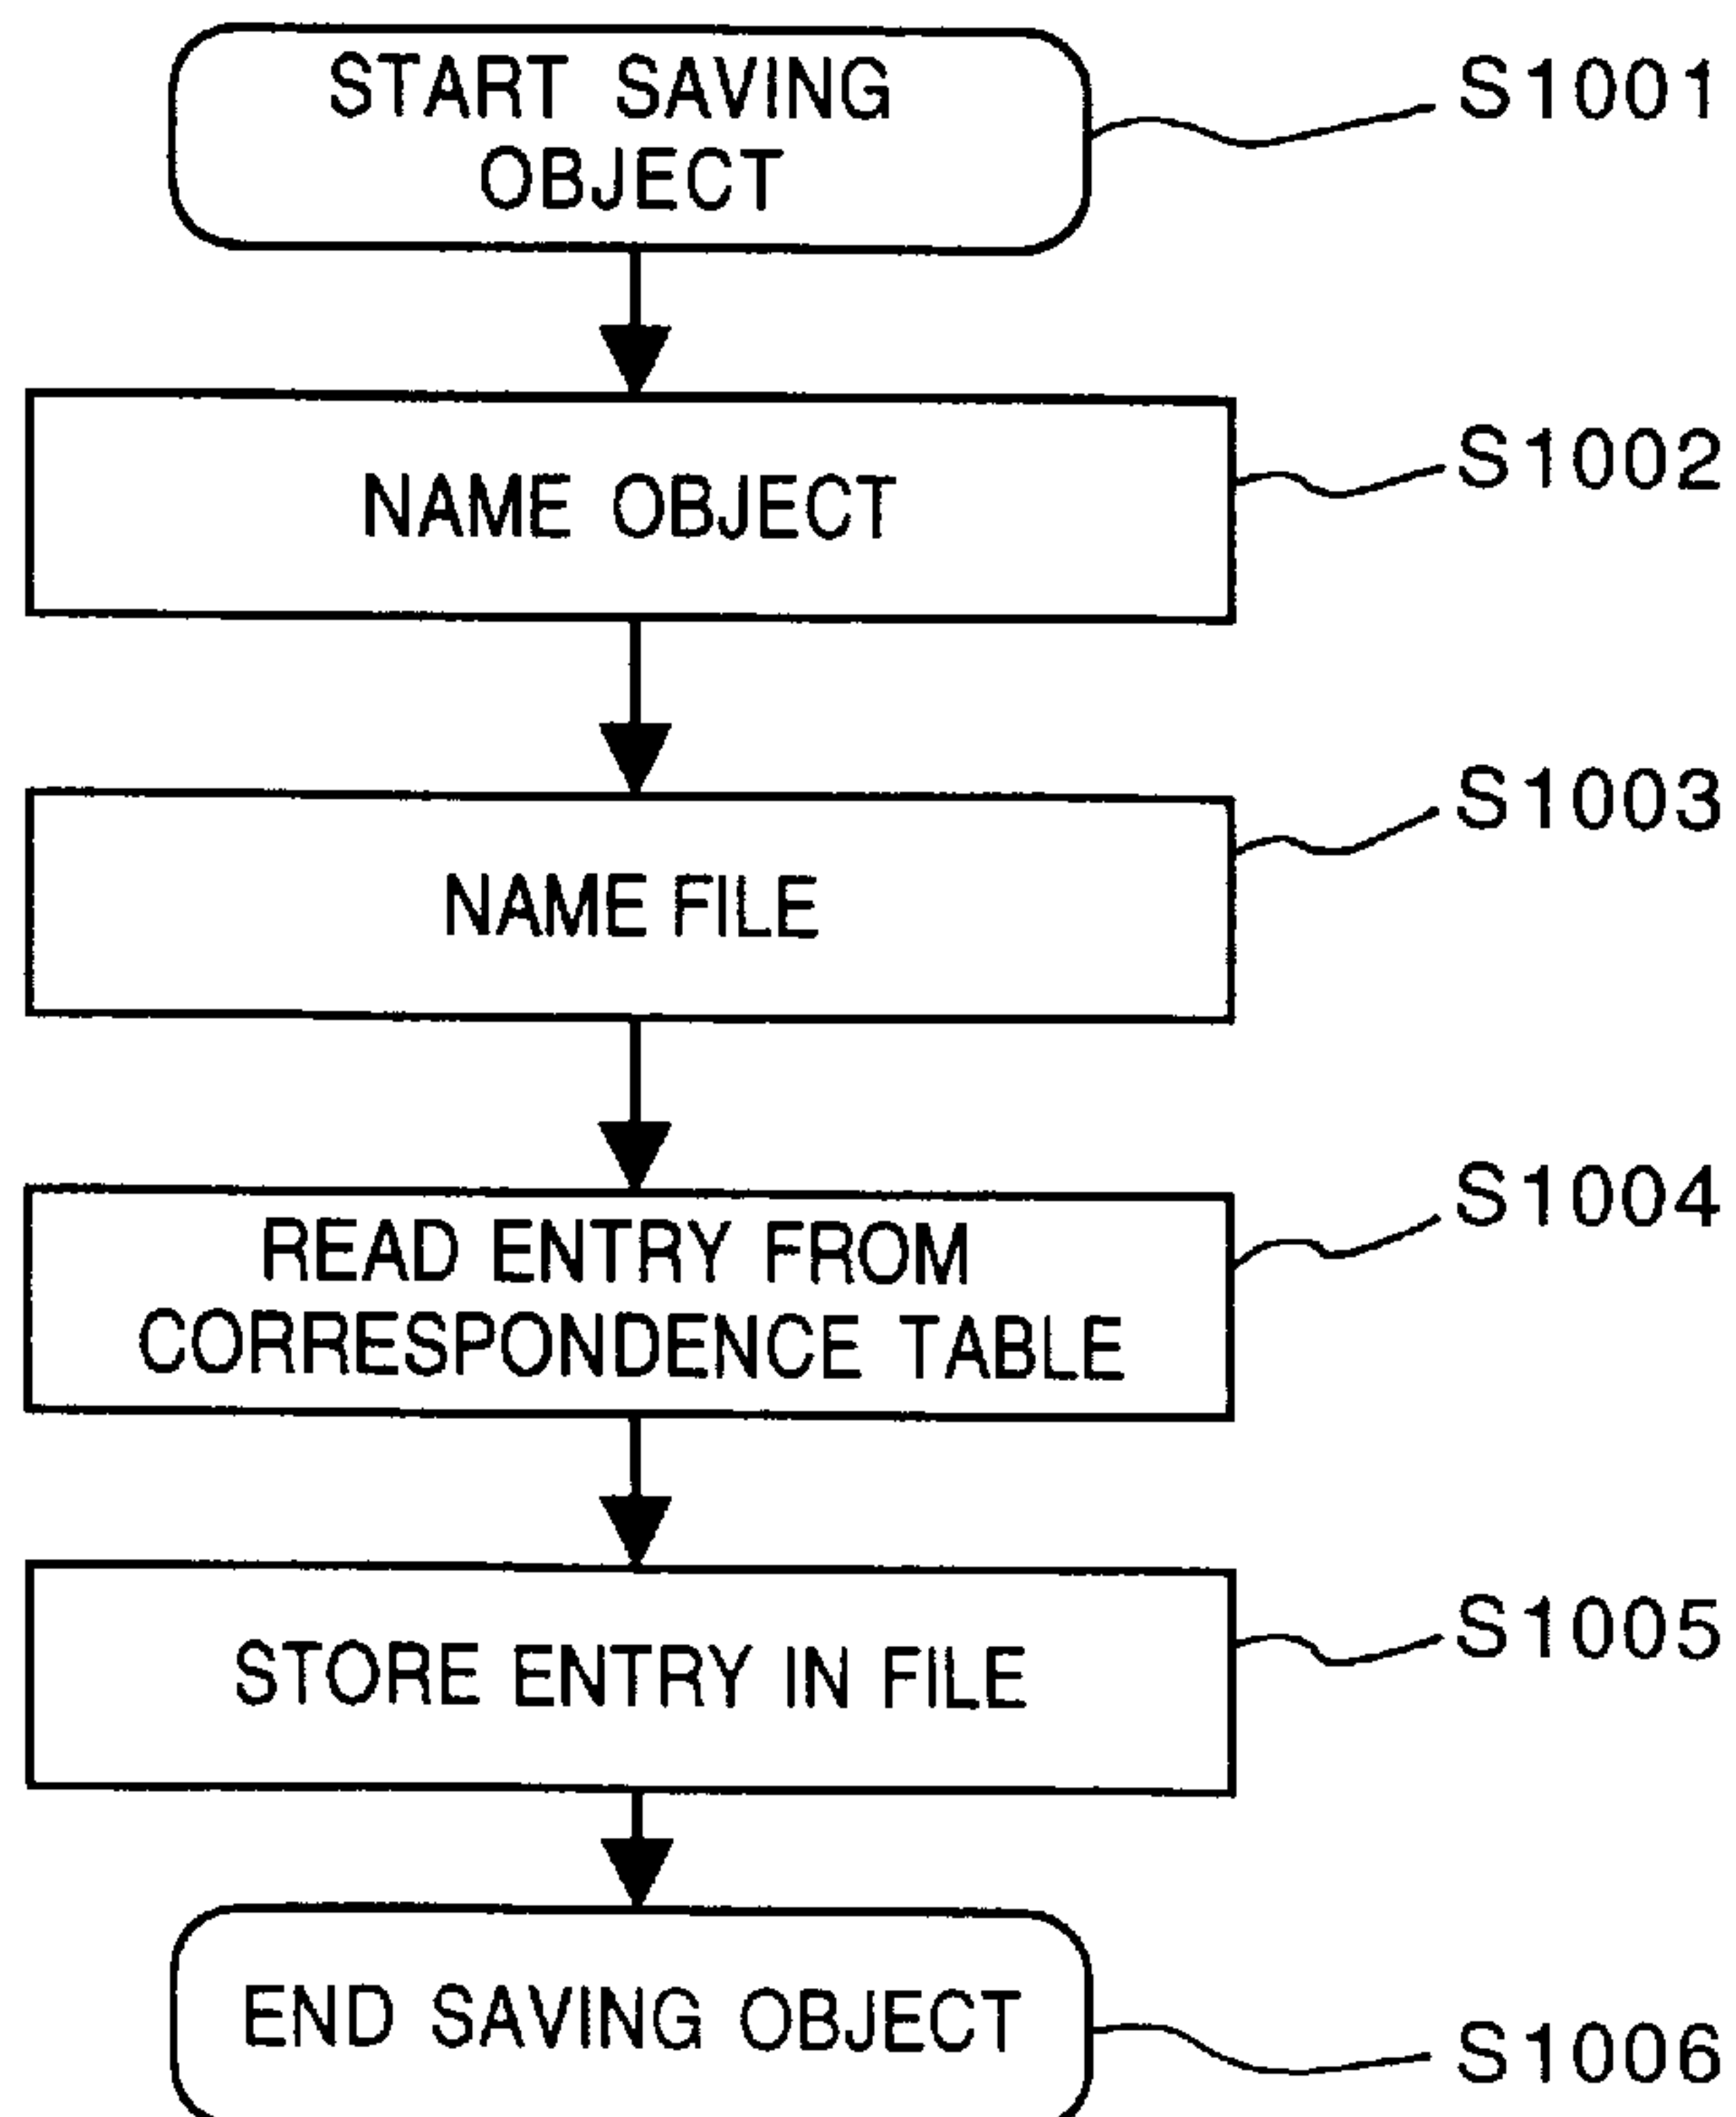 START SAVING
OBJECT
S1001
NAME OBJECT
S1002
NAME FILE
S1003
READ ENTRY FROM
CORRESPONDENCE TABLE
S1004
STORE ENTRY IN FILE
S1005
END SAVING OBJECT
S1006